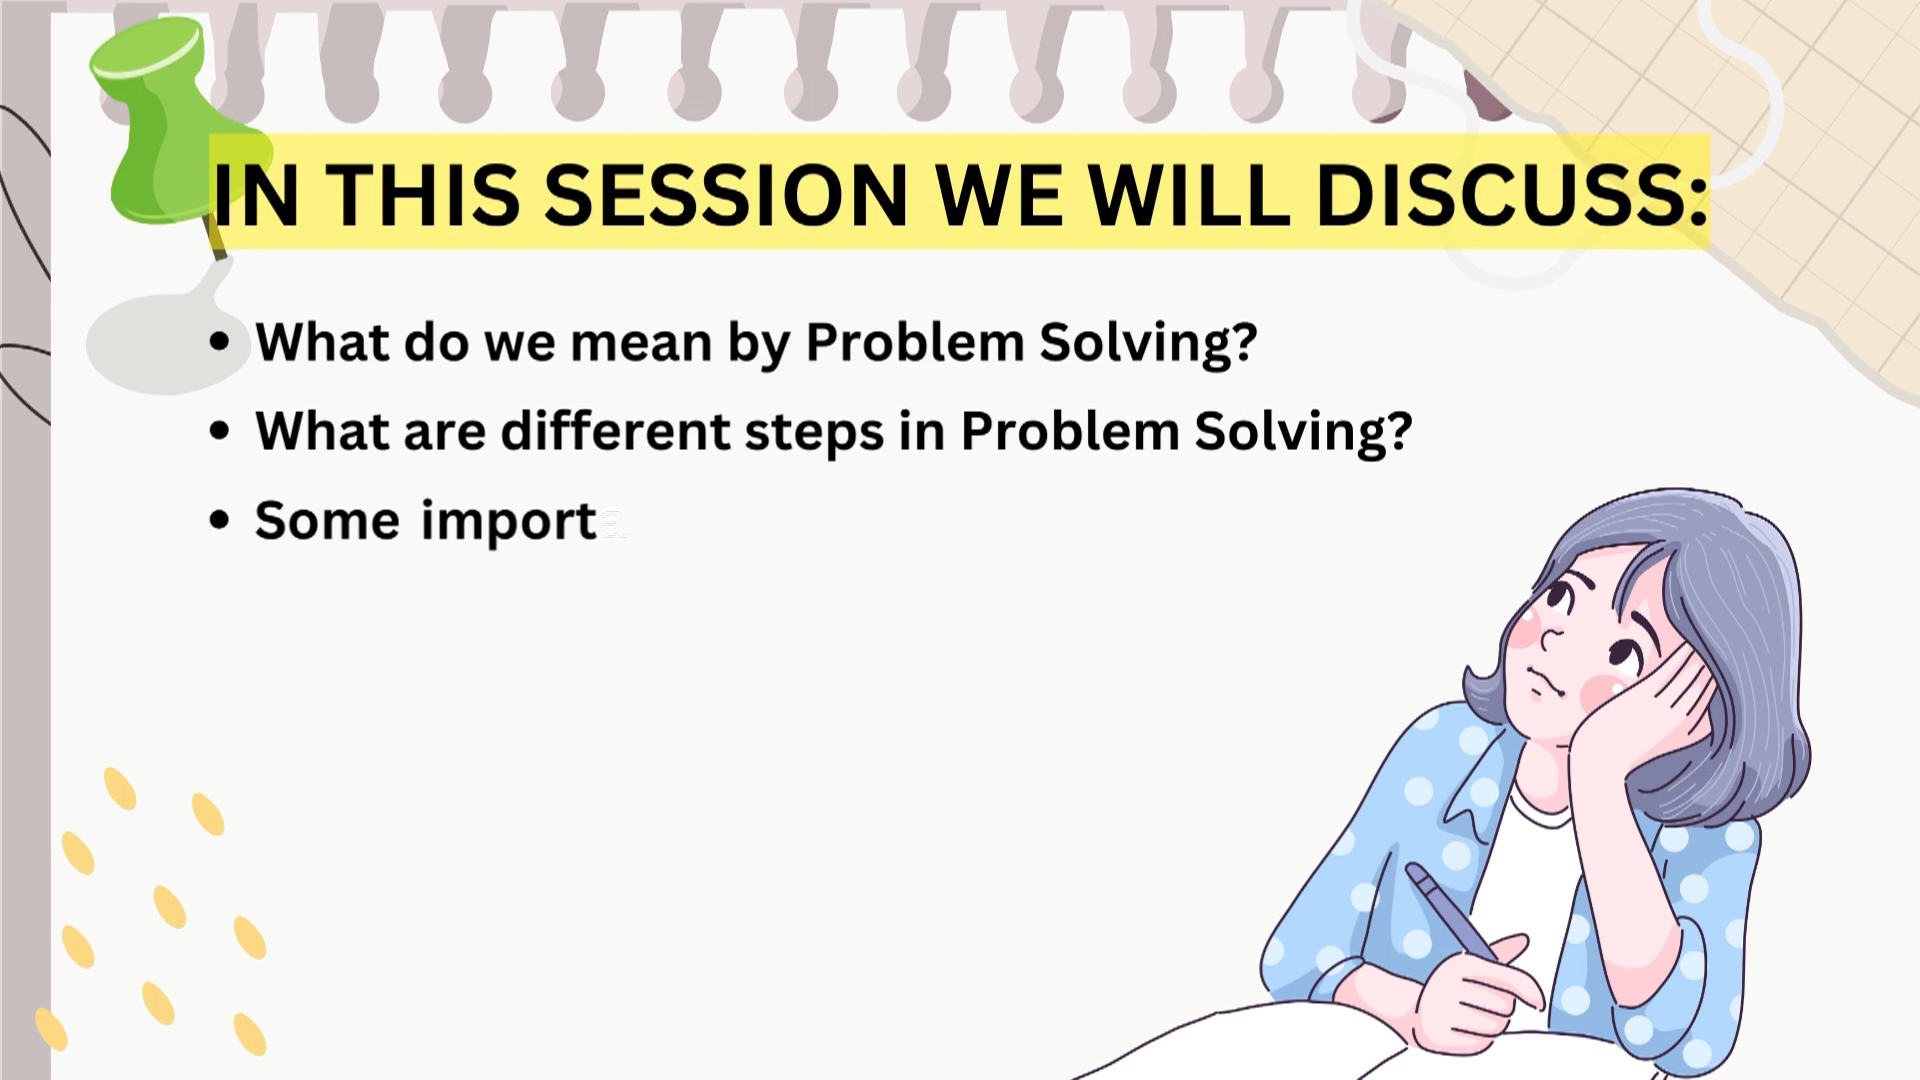 IN THIS SESSION WE WILL DISCUSS:
• What do we mean by Problem Solving?
• What are different steps in Problem Solving?
• Some import